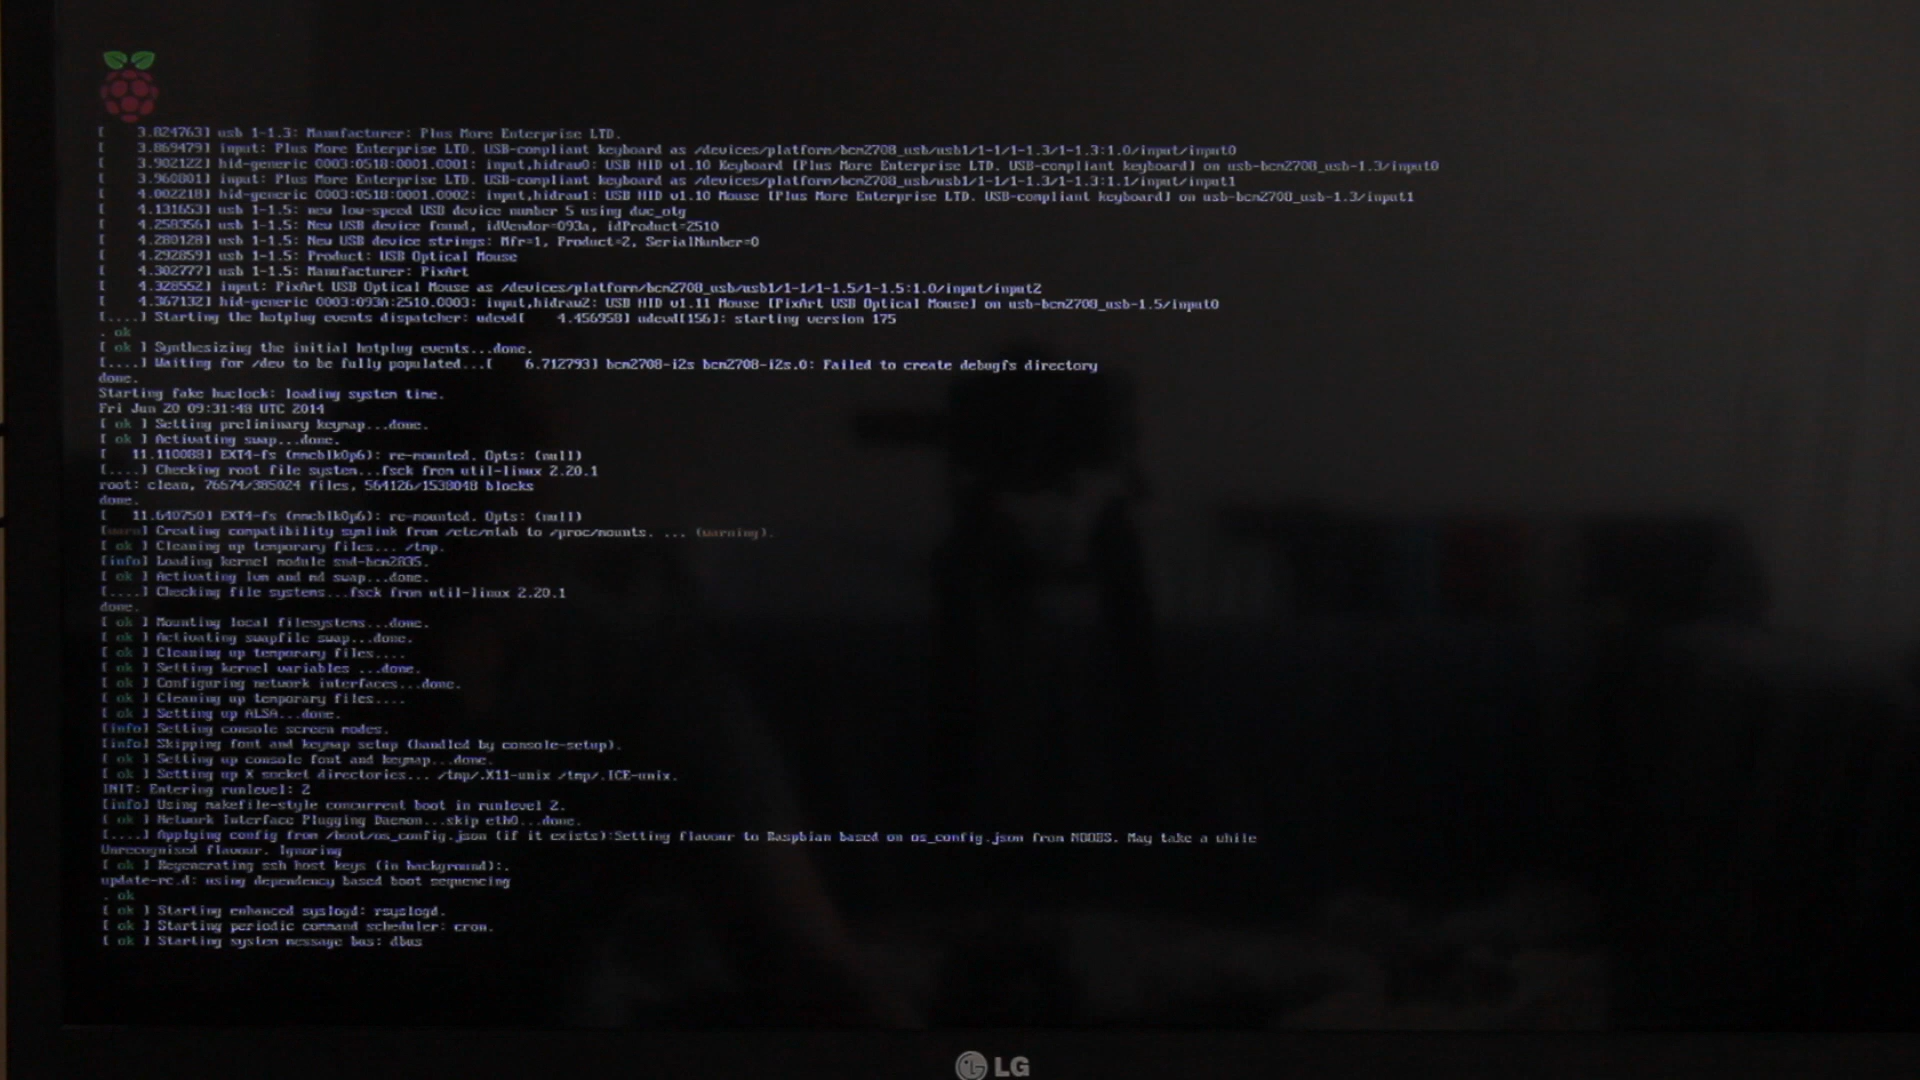 [    3.824763] usb 1-1.3: Manufacturer: Plus More Enterprise LTD.
[    3.869479] input: Plus More Enterprise LTD. USB-compliant keyboard as /devices/platform/bcm2708_usb/usb1/1-1/1-1.3/1-1.3:1.0/input/input0
[    3.902122] hid-generic 0003:0518:0001.0001: input,hidraw0: USB HID v1.10 Keyboard [Plus More Enterprise LTD. USB-compliant keyboard] on usb-bcm2708_usb-1.3/input0
[    3.960801] input: Plus More Enterprise LTD. USB-compliant keyboard as /devices/platform/bcm2708_usb/usb1/1-1/1-1.3/1-1.3:1.1/input/input1
[    4.002218] hid-generic 0003:0518:0001.0002: input,hidraw1: USB HID v1.10 Mouse [Plus More Enterprise LTD. USB-compliant keyboard] on usb-bcm2708_usb-1.3/input1
[    4.131653] usb 1-1.5: new low-speed USB device number 5 using dwc_otg
[    4.258356] usb 1-1.5: New USB device found, idVendor=093a, idProduct=2510
[    4.280128] usb 1-1.5: New USB device strings: Mfr=1, Product=2, SerialNumber=0
[    4.292859] usb 1-1.5: Product: USB Optical Mouse
[    4.302777] usb 1-1.5: Manufacturer: PixArt
[    4.328552] input: PixArt USB Optical Mouse as /devices/platform/bcm2708_usb/usb1/1-1/1-1.5/1-1.5:1.0/input/input2
[    4.367132] hid-generic 0003:093A:2510.0003: input,hidraw2: USB HID v1.11 Mouse [PixArt USB Optical Mouse] on usb-bcm2708_usb-1.5/input0
[....] Starting the hotplug events dispatcher: udevd[    4.456958] udevd[156]: starting version 175
. ok
[ ok ] Synthesizing the initial hotplug events...done.
[....] Waiting for /dev to be fully populated...[    6.712793] bcm2708-i2s bcm2708-i2s.0: Failed to create debugfs directory
done.
Starting fake hwclock: loading system time.
Fri Jun 20 09:31:48 UTC 2014
[ ok ] Setting preliminary keymap...done.
[ ok ] Activating swap...done.
[   11.110088] EXT4-fs (mmcblk0p6): re-mounted. Opts: (null)
[....] Checking root file system...fsck from util-linux 2.20.1
root: clean, 76574/385024 files, 564126/1538048 blocks
done.
[   11.640750] EXT4-fs (mmcblk0p6): re-mounted. Opts: (null)
[warn] Creating compatibility symlink from /etc/mtab to /proc/mounts. ... (warning).
[ ok ] Cleaning up temporary files... /tmp.
[info] Loading kernel module snd-bcm2835.
[ ok ] Activating lvm and md swap...done.
[....] Checking file systems...fsck from util-linux 2.20.1
done.
[ ok ] Mounting local filesystems...done.
[ ok ] Activating swapfile swap...done.
[ ok ] Cleaning up temporary files....
[ ok ] Setting kernel variables ...done.
[ ok ] Configuring network interfaces...done.
[ ok ] Cleaning up temporary files....
[ ok ] Setting up ALSA...done.
[info] Setting console screen modes.
[info] Skipping font and keymap setup (handled by console-setup).
[ ok ] Setting up console font and keymap...done.
[ ok ] Setting up X socket directories... /tmp/.X11-unix /tmp/.ICE-unix.
INIT: Entering runlevel: 2
[info] Using makefile-style concurrent boot in runlevel 2.
[ ok ] Network Interface Plugging Daemon...skip eth0...done.
[....] Applying config from /boot/os_config.json (if it exists):Setting flavour to Raspbian based on os_config.json from NOOBS. May take a while
Unrecognised flavour. Ignoring
[ ok ] Regenerating ssh host keys (in background):.
update-rc.d: using dependency based boot sequencing
. ok
[ ok ] Starting enhanced syslogd: rsyslogd.
[ ok ] Starting periodic command scheduler: cron.
[ ok ] Starting system message bus: dbus
LG